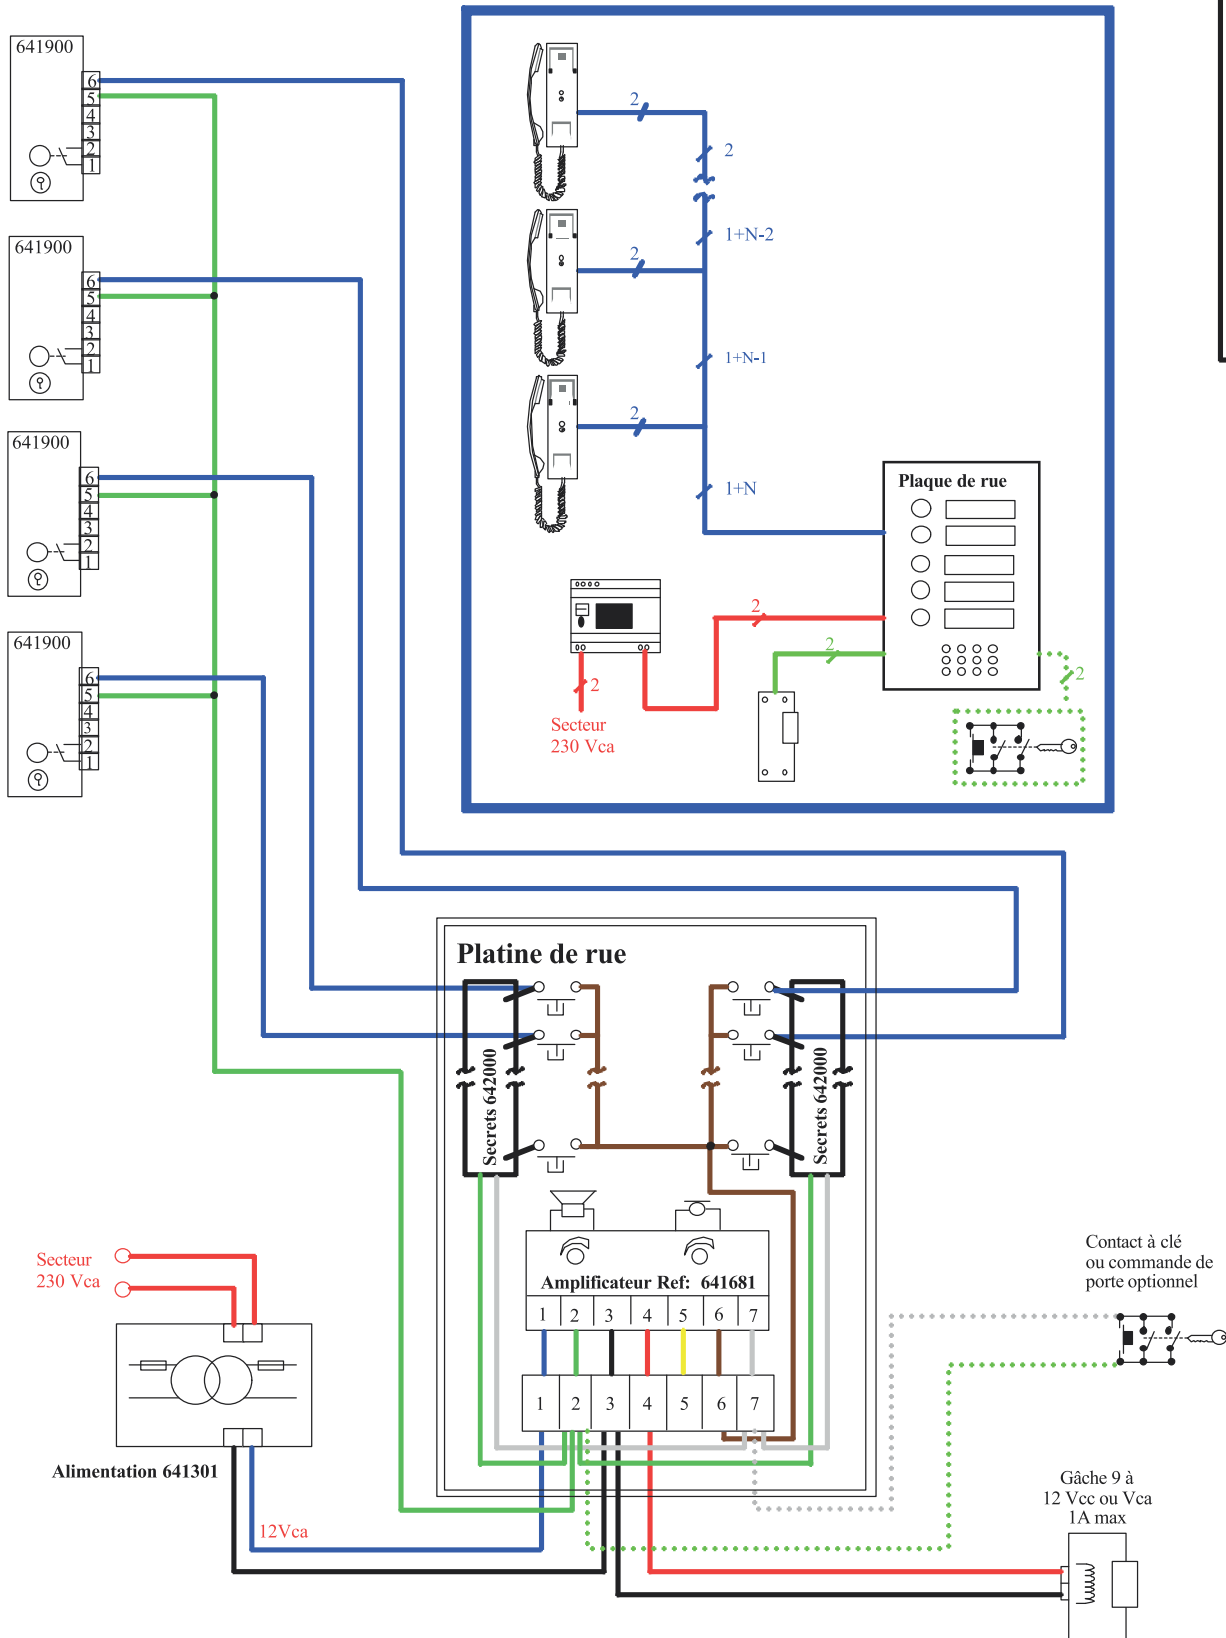 641900
6
5
4
3
2
1
641900
6
5
4
3
2
1
641900
6
5
4
3
2
1
641900
6
5
4
3
2
1
2
2
1+N-2
2
1+N-1
2
1+N
Plaque de rue
2
2
2
2
Secteur
230 Vca
Platine de rue
Secrets 642000
Secrets 642000
Amplificateur Ref: 641681
1 2 3 4 5 6 7
1 2 3 4 5 6 7
Secteur
230 Vca
Alimentation 641301
12Vca
Contact à clé
ou commande de
porte optionnel
Gâche 9 à
12 Vcc ou Vca
1A max